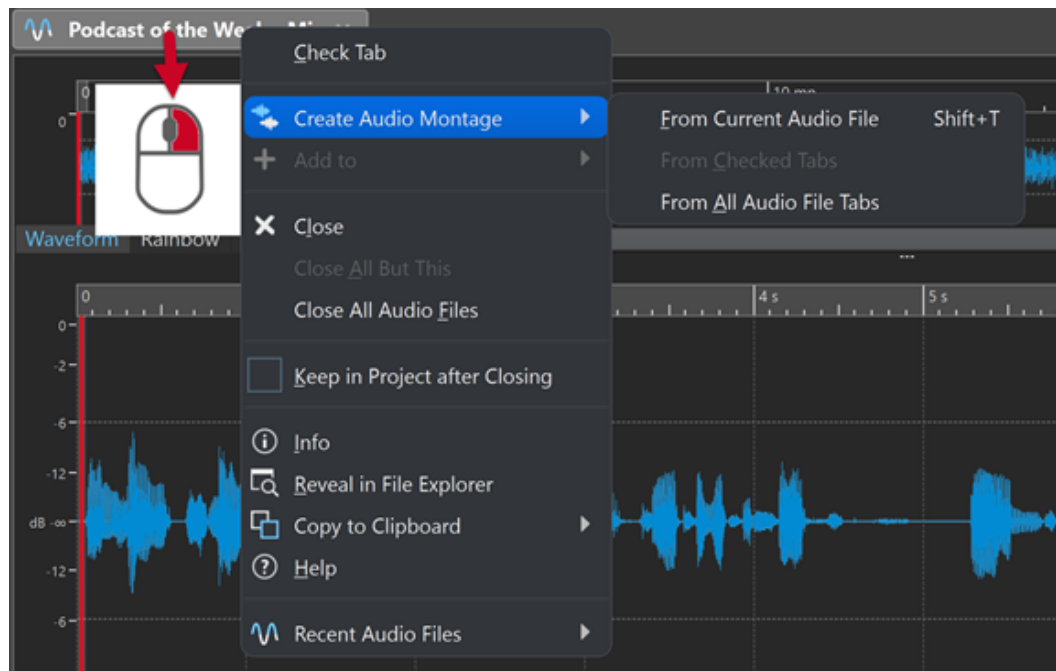 Podcast of the We
Check Tab
0
10 mn
0
Create Audio Montage
From Current Audio File Shift+T
Add to
From Checked Tabs
From All Audio File Tabs
Close
Waveform Rainbow
Close All But This
0
4 s
5 s
Close All Audio Files
0
-2
Keep in Project after Closing
-6
Info
-12
Reveal in File Explorer
dB -∞
Copy to Clipboard
Help
-12
-6
Recent Audio Files